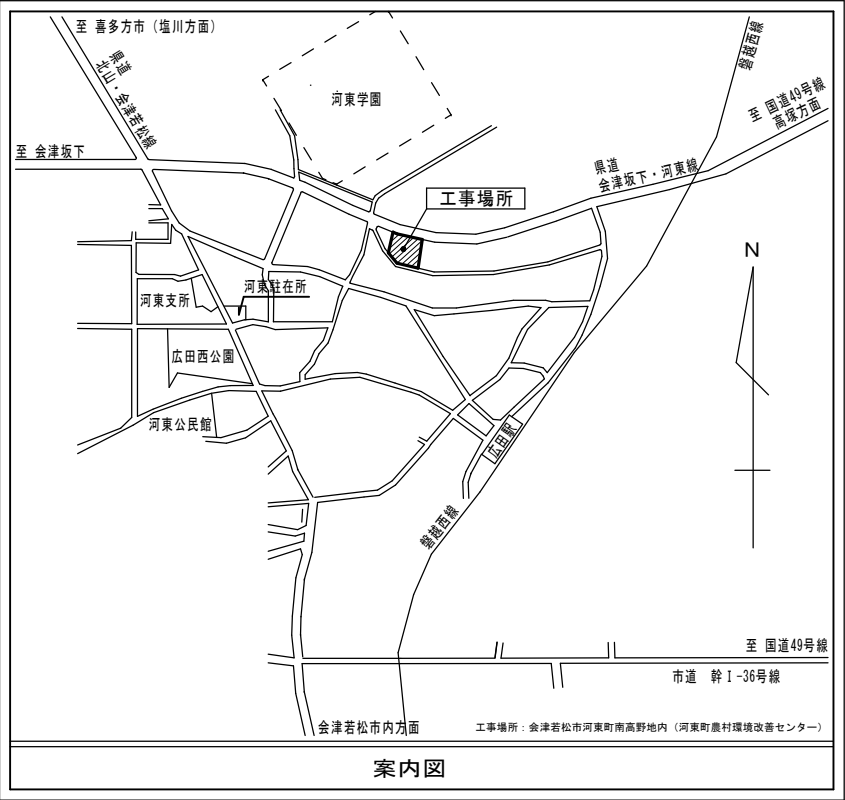 至 喜多方市（塩川方面）
県道
北山・会津若松線
河東学園
磐越西線
至 国道49号線
高塚方面
至 会津坂下
県道
会津坂下・河東線
工事場所
N
河東駐在所
河東支所
広田西公園
河東公民館
広田駅
磐越西線
至 国道49号線
市道　幹Ⅰ-36号線
会津若松市内方面
工事場所：会津若松市河東町南高野地内（河東町農村環境改善センター）
案内図